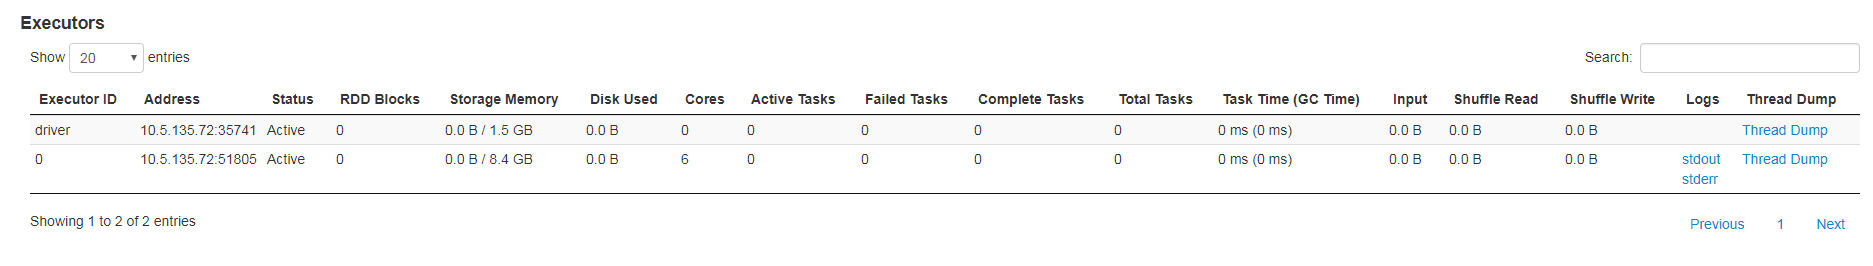 Executors
Show 20 entries Search:
Executor ID Address Status RDD Blocks Storage Memory Disk Used Cores Active Tasks Failed Tasks Complete Tasks Total Tasks Task Time (GC Time) Input Shuffle Read Shuffle Write Logs Thread Dump
driver 10.5.135.72:35741 Active 0 0.0 B / 1.5 GB 0.0 B 0 0 0 0 0 0 ms (0 ms) 0.0 B 0.0 B 0.0 B Thread Dump
0 10.5.135.72:51805 Active 0 0.0 B / 8.4 GB 0.0 B 6 0 0 0 0 0 ms (0 ms) 0.0 B 0.0 B 0.0 B stdout Thread Dump
stderr
Showing 1 to 2 of 2 entries Previous 1 Next